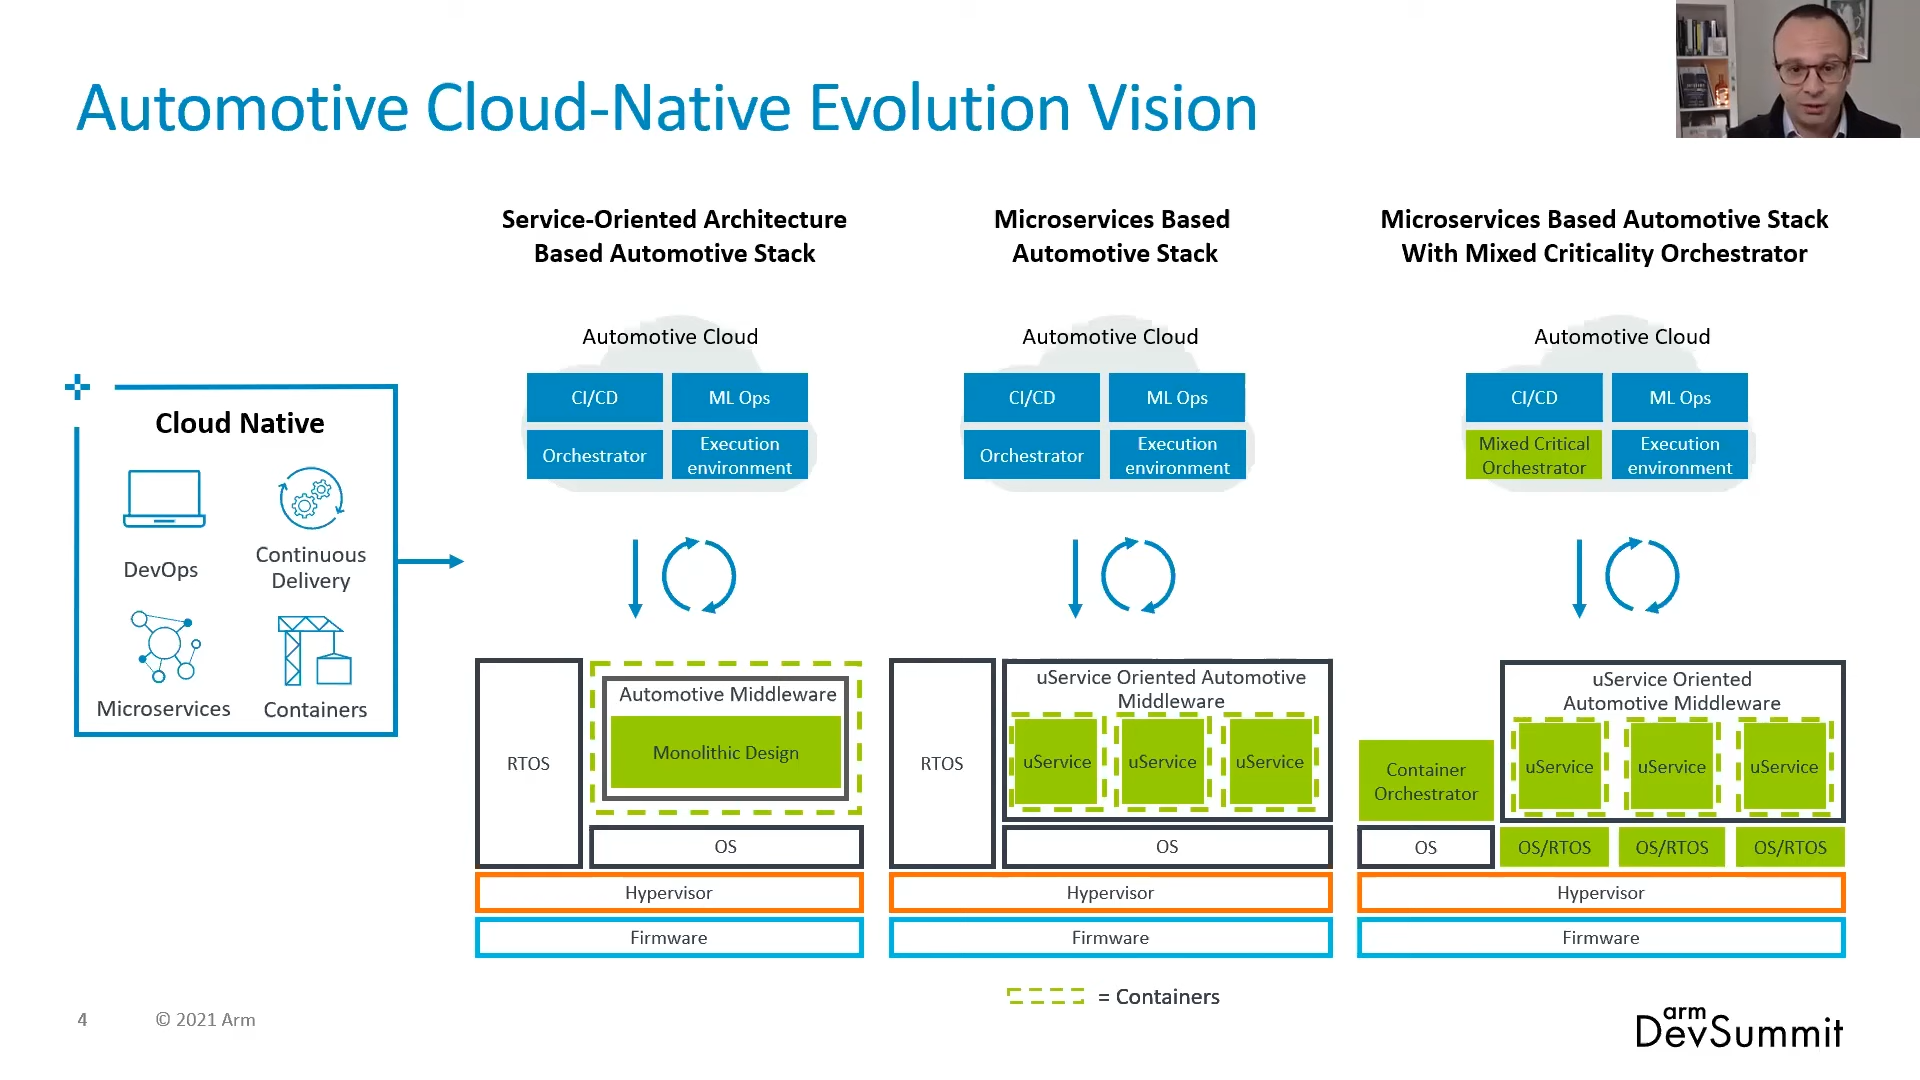 Automotive Cloud-Native Evolution Vision
Cloud Native
DevOps
Continuous
Delivery
Microservices
Containers
Service-Oriented Architecture
Based Automotive Stack
Automotive Cloud
CI/CD
ML Ops
Orchestrator
Execution
environment
RTOS
Automotive Middleware
Monolithic Design
OS
Hypervisor
Firmware
Microservices Based
Automotive Stack
Automotive Cloud
CI/CD
ML Ops
Orchestrator
Execution
environment
RTOS
uService Oriented Automotive
Middleware
uService
uService
uService
OS
Hypervisor
Firmware
Microservices Based Automotive Stack
With Mixed Criticality Orchestrator
Automotive Cloud
CI/CD
ML Ops
Mixed Critical
Orchestrator
Execution
environment
Container
Orchestrator
uService Oriented
Automotive Middleware
uService
uService
uService
OS
OS/RTOS
OS/RTOS
OS/RTOS
Hypervisor
Firmware
= Containers
4
© 2021 Arm
arm
DevSummit